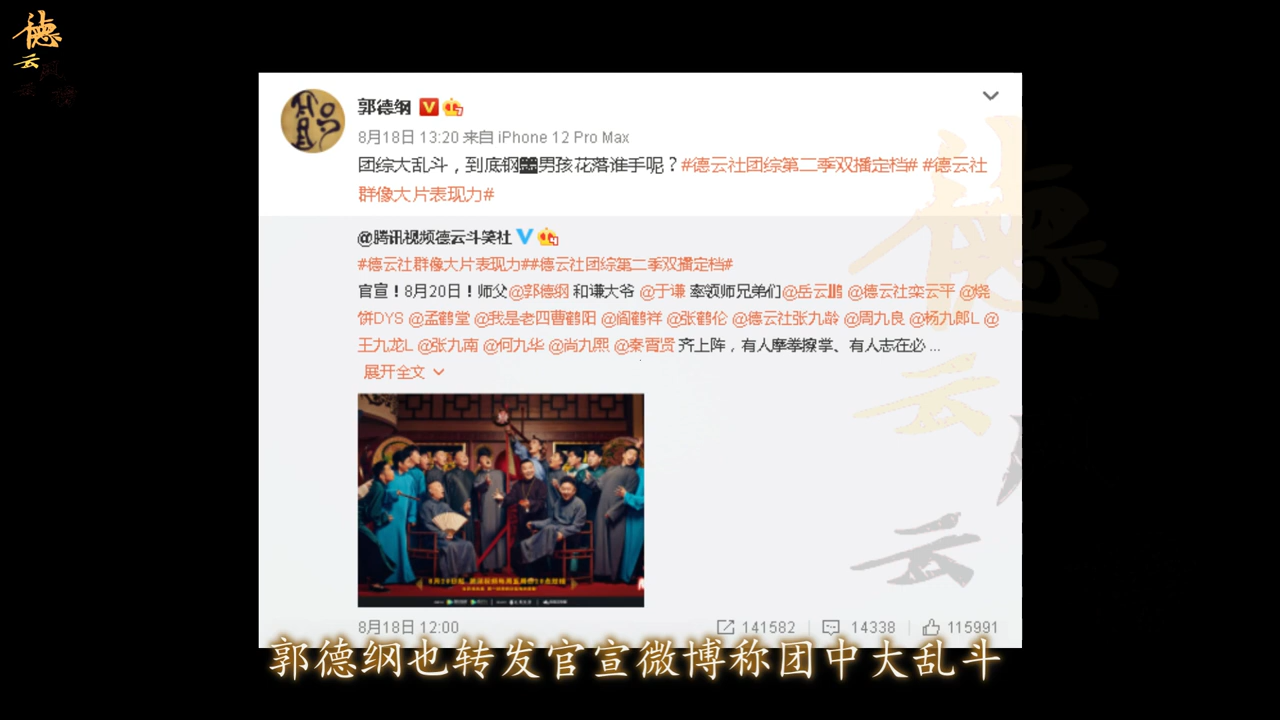 德
云
郭德纲
8月18日 13:20 来自 iPhone 12 Pro Max
团综大乱斗，到底钢男孩花落谁手呢？#德云社团综第二季双播定档# #德云社
群像大片表现力#
@腾讯视频德云斗笑社
#德云社群像大片表现力##德云社团综第二季双播定档#
官宣！8月20日！师父@郭德纲 和谦大爷 @于谦 率领师兄弟们@岳云鹏 @德云社栾云平 @烧
饼DYS @孟鹤堂 @我是老四曹鹤阳 @阎鹤祥 @张鹤伦 @德云社张九龄 @周九良 @杨九郎L @
王九龙L @张九南 @何九华 @尚九熙 @秦霄贤 齐上阵，有人摩拳擦掌、有人志在必 ...
展开全文
8月18日 12:00
141582 14338 115991
德
云
云
郭德纲也转发官宣微博称团中大乱斗